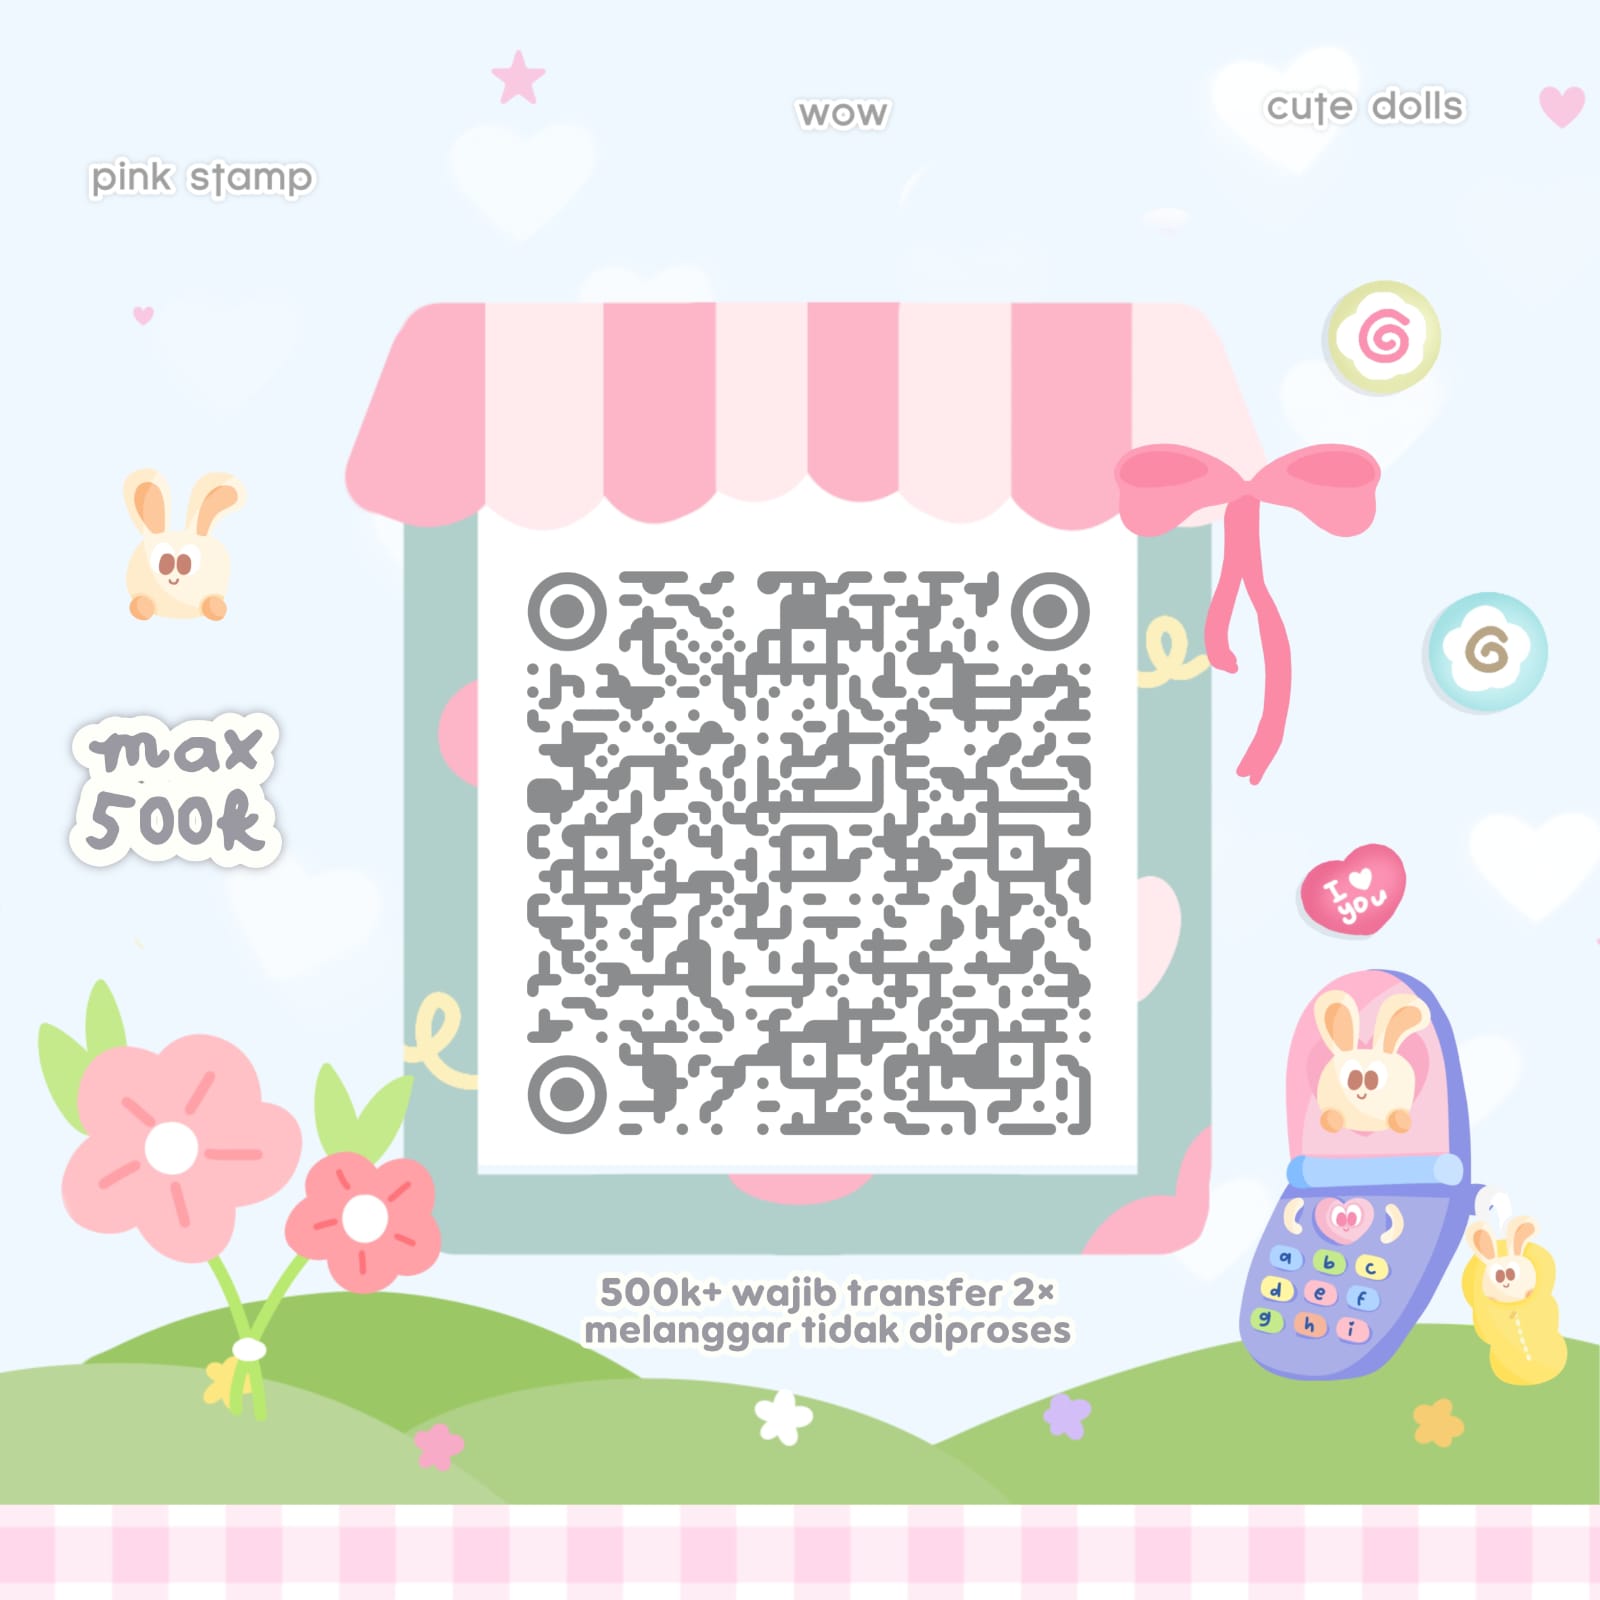 wow
cute dolls
pink stamp
max
500k
I
you
a b c
d e f
g h i
500k+ wajib transfer 2×
melanggar tidak diproses